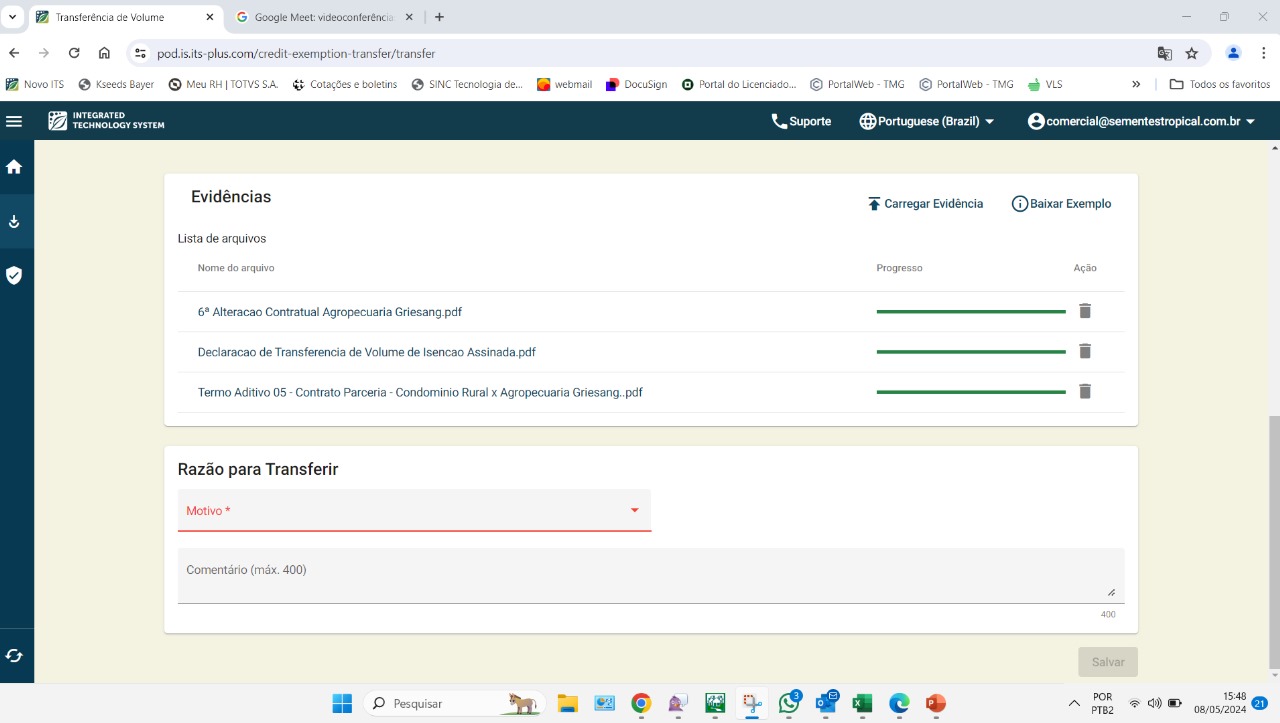 Transferência de Volume
Google Meet: videoconferência
pod.is.its-plus.com/credit-exemption-transfer/transfer
Novo ITS
Kseeds Bayer
Meu RH | TOTVS S.A.
Cotações e boletins
SINC Tecnologia de...
webmail
DocuSign
Portal do Licenciado...
PortalWeb - TMG
PortalWeb - TMG
VLS
»
Todos os favoritos
INTEGRATED
TECHNOLOGY SYSTEM
Suporte
Portuguese (Brazil)
comercial@sementestropical.com.br
Evidências
Carregar Evidência
Baixar Exemplo
Lista de arquivos
Nome do arquivo
Progresso
Ação
6ª Alteracao Contratual Agropecuaria Griesang.pdf
Declaracao de Transferencia de Volume de Isencao Assinada.pdf
Termo Aditivo 05 - Contrato Parceria - Condominio Rural x Agropecuaria Griesang..pdf
Razão para Transferir
Motivo *
Comentário (máx. 400)
400
Salvar
Pesquisar
3
POR
PTB2
15:48
08/05/2024
21